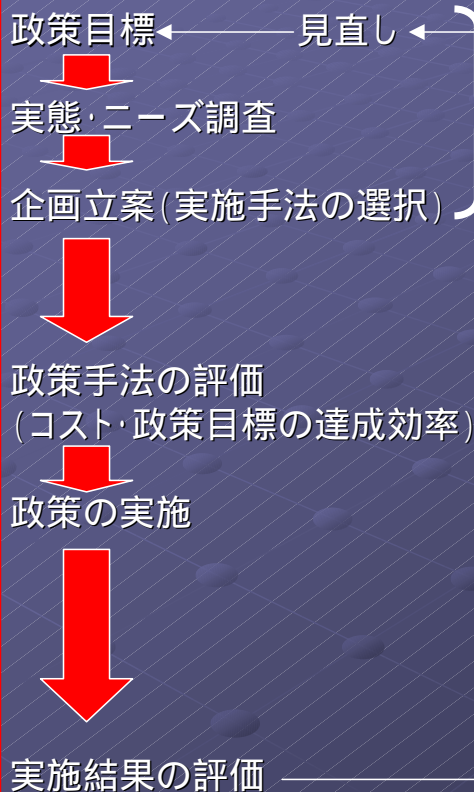 政策目標
見直し
実態・ニーズ調査
企画立案(実施手法の選択)
政策手法の評価
(コスト・政策目標の達成効率)
政策の実施
実施結果の評価